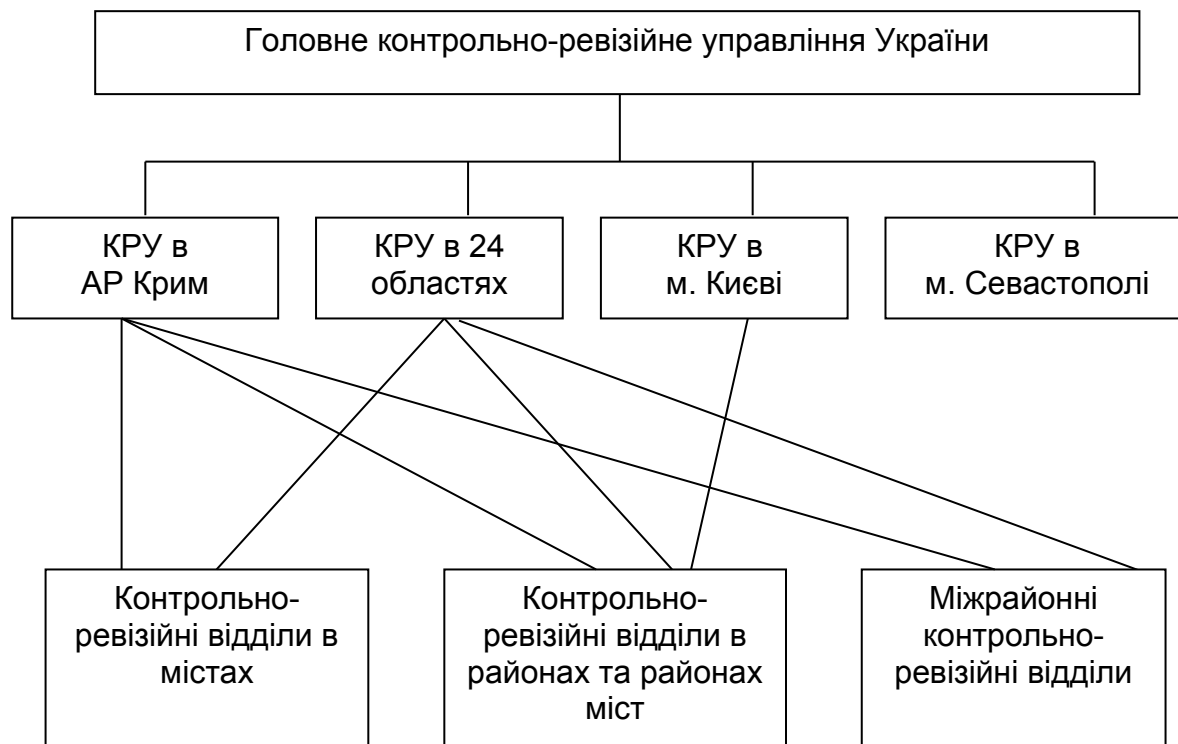 Головне контрольно-ревізійне управління України
КРУ в
АР Крим
КРУ в 24
областях
КРУ в
м. Києві
КРУ в
м. Севастополі
Контрольно-
ревізійні відділи в
містах
Контрольно-
ревізійні відділи в
районах та районах
міст
Міжрайонні
контрольно-
ревізійні відділи